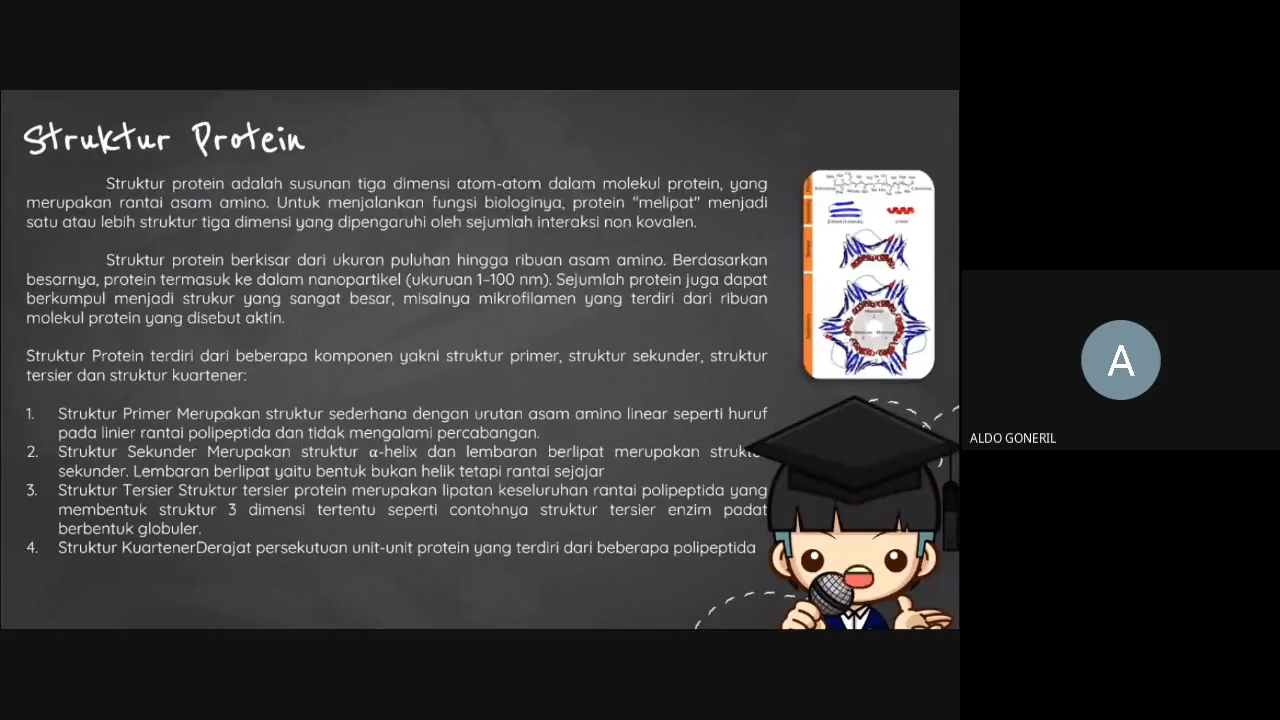 Struktur Protein
Struktur protein adalah susunan tiga dimensi atom-atom dalam molekul protein, yang
merupakan rantai asam amino. Untuk menjalankan fungsi biologinya, protein "melipat" menjadi
satu atau lebih struktur tiga dimensi yang dipengaruhi oleh sejumlah interaksi non kovalen.
Struktur protein berkisar dari ukuran puluhan hingga ribuan asam amino. Berdasarkan
besarnya, protein termasuk ke dalam nanopartikel (ukuruan 1-100 nm). Sejumlah protein juga dapat
berkumpul menjadi strukur yang sangat besar, misalnya mikrofilamen yang terdiri dari ribuan
molekul protein yang disebut aktin.
Struktur Protein terdiri dari beberapa komponen yakni struktur primer, struktur sekunder, struktur
tersier dan struktur kuartener:
1. Struktur Primer Merupakan struktur sederhana dengan urutan asam amino linear seperti huruf
pada linier rantai polipeptida dan tidak mengalami percabangan.
2. Struktur Sekunder Merupakan struktur α-helix dan lembaran berlipat merupakan struktur
sekunder. Lembaran berlipat yaitu bentuk bukan helik tetapi rantai sejajar
3. Struktur Tersier Struktur tersier protein merupakan lipatan keseluruhan rantai polipeptida yang
membentuk struktur 3 dimensi tertentu seperti contohnya struktur tersier enzim padat
berbentuk globuler.
4. Struktur KuartenerDerajat persekutuan unit-unit protein yang terdiri dari beberapa polipeptida
A
ALDO GONERIL